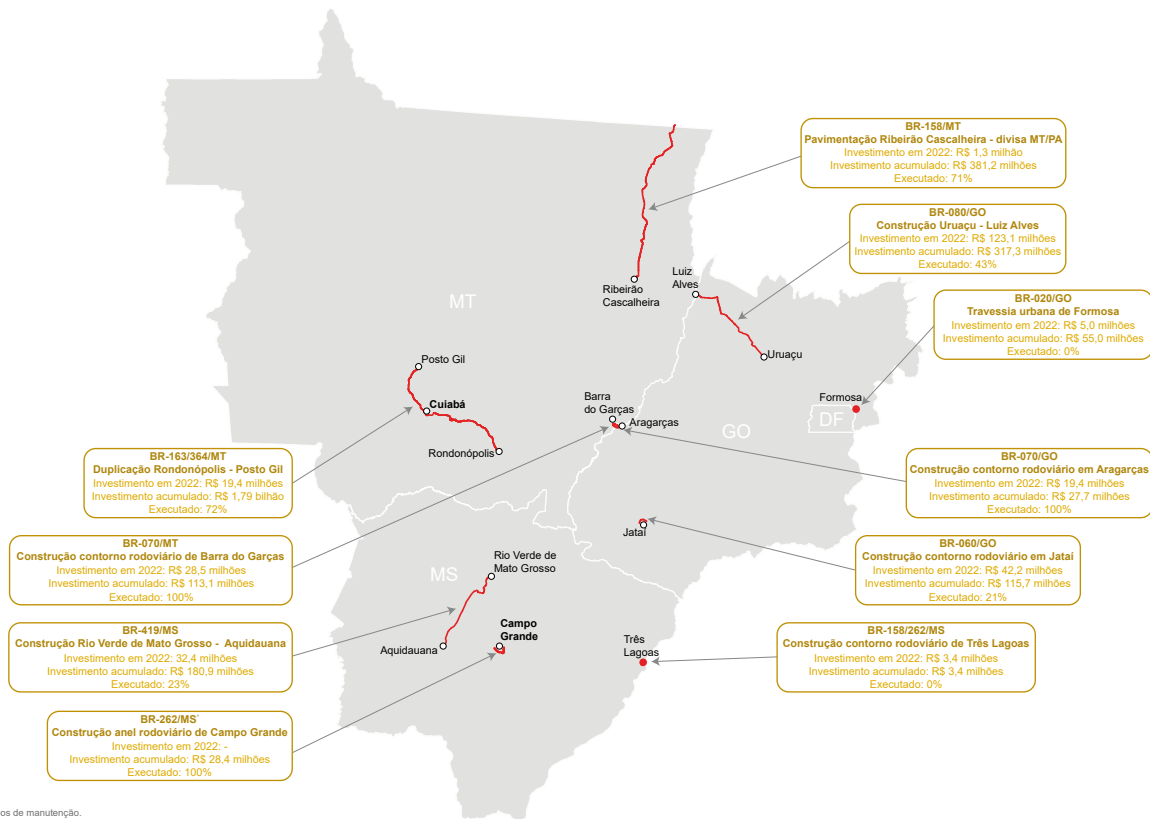 BR-158/MT
Pavimentação Ribeirão Cascalheira - divisa MT/PA
Investimento em 2022: R$ 1,3 milhão
Investimento acumulado: R$ 381,2 milhões
Executado: 71%
BR-080/GO
Construção Uruaçu - Luiz Alves
Investimento em 2022: R$ 123,1 milhões
Investimento acumulado: R$ 317,3 milhões
Executado: 43%
BR-020/GO
Travessia urbana de Formosa
Investimento em 2022: R$ 5,0 milhões
Investimento acumulado: R$ 55,0 milhões
Executado: 0%
MT
Ribeirão
Cascalheira
Luiz
Alves
Uruaçu
Posto Gil
Cuiabá
Rondonópolis
Barra
do Garças
Aragarças
Formosa
DF
GO
BR-163/364/MT
Duplicação Rondonópolis - Posto Gil
Investimento em 2022: R$ 19,4 milhões
Investimento acumulado: R$ 1,79 bilhão
Executado: 72%
BR-070/GO
Construção contorno rodoviário em Aragarças
Investimento em 2022: R$ 19,4 milhões
Investimento acumulado: R$ 27,7 milhões
Executado: 100%
BR-070/MT
Construção contorno rodoviário de Barra do Garças
Investimento em 2022: R$ 28,5 milhões
Investimento acumulado: R$ 113,1 milhões
Executado: 100%
Jataí
BR-060/GO
Construção contorno rodoviário em Jataí
Investimento em 2022: R$ 42,2 milhões
Investimento acumulado: R$ 115,7 milhões
Executado: 21%
MS
Rio Verde de
Mato Grosso
Aquidauana
Campo
Grande
Três
Lagoas
BR-419/MS
Construção Rio Verde de Mato Grosso - Aquidauana
Investimento em 2022: 32,4 milhões
Investimento acumulado: R$ 180,9 milhões
Executado: 23%
BR-158/262/MS
Construção contorno rodoviário de Três Lagoas
Investimento em 2022: R$ 3,4 milhões
Investimento acumulado: R$ 3,4 milhões
Executado: 0%
BR-262/MS*
Construção anel rodoviário de Campo Grande
Investimento em 2022: -
Investimento acumulado: R$ 28,4 milhões
Executado: 100%
os de manutenção.